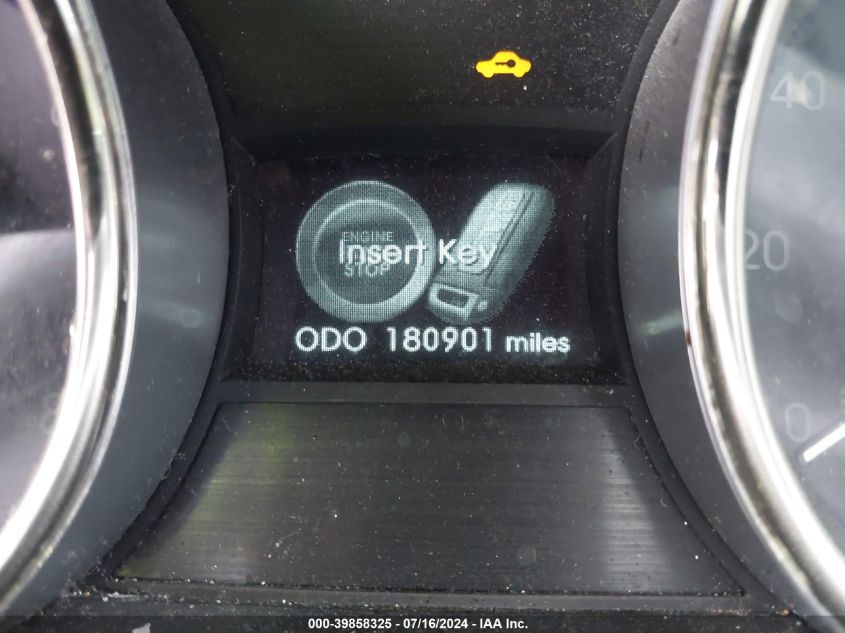 40
ENGINE
Insert Key
STOP
20
ODO 180901 miles
0
000-39858325 - 07/16/2024 - IAA Inc.